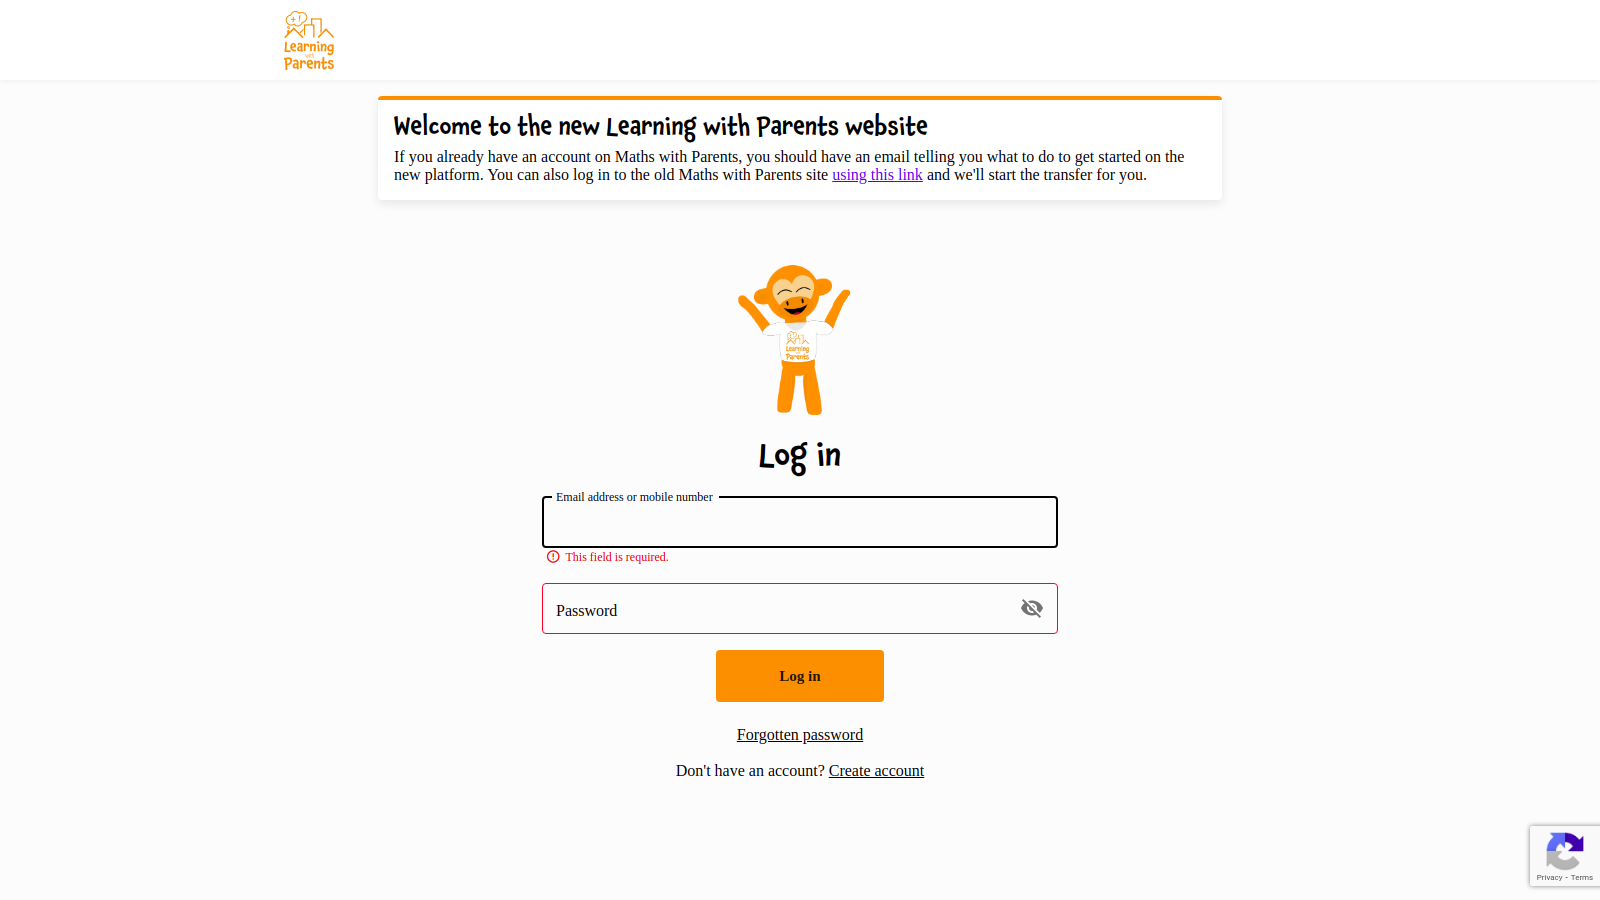 Learning
Parents
Welcome to the new Learning with Parents website
If you already have an account on Maths with Parents, you should have an email telling you what to do to get started on the
new platform. You can also log in to the old Maths with Parents site using this link and we'll start the transfer for you.
Learning
Parents
Log in
Email address or mobile number
This field is required.
Password
Log in
Forgotten password
Don't have an account? Create account
Privacy - Terms